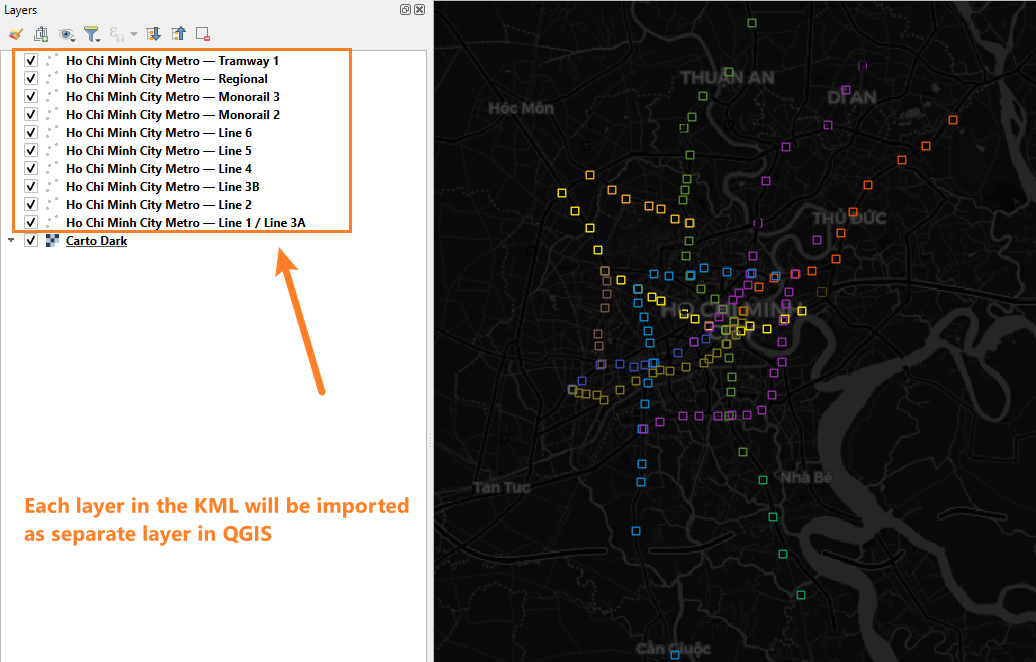 Layers
Ho Chi Minh City Metro — Tramway 1
Ho Chi Minh City Metro — Regional
Ho Chi Minh City Metro — Monorail 3
Ho Chi Minh City Metro — Monorail 2
Ho Chi Minh City Metro — Line 6
Ho Chi Minh City Metro — Line 5
Ho Chi Minh City Metro — Line 4
Ho Chi Minh City Metro — Line 3B
Ho Chi Minh City Metro — Line 2
Ho Chi Minh City Metro — Line 1 / Line 3A
Carto Dark
Each layer in the KML will be imported
as separate layer in QGIS
THUẬN AN
DĨ AN
Hóc Môn
THỦ ĐỨC
HO CHI MINH
CITY
Tân Túc
Nhà Bè
Cần Giuộc